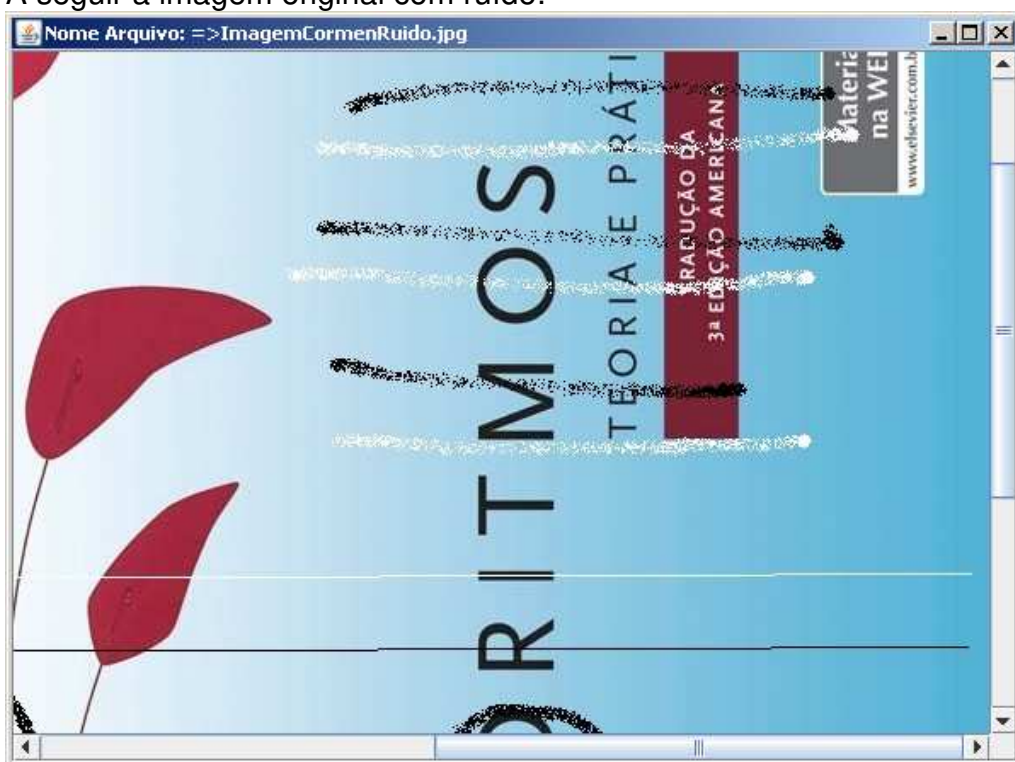 A seguir a imagem original com ruído:
Nome Arquivo: =>ImagemCormenRuido.jpg
ORITMOS
TEORIA E PRÁTI
TRADUÇÃO DA
3ª EDIÇÃO AMERICANA
Materia
na WE
www.elsevier.com.b